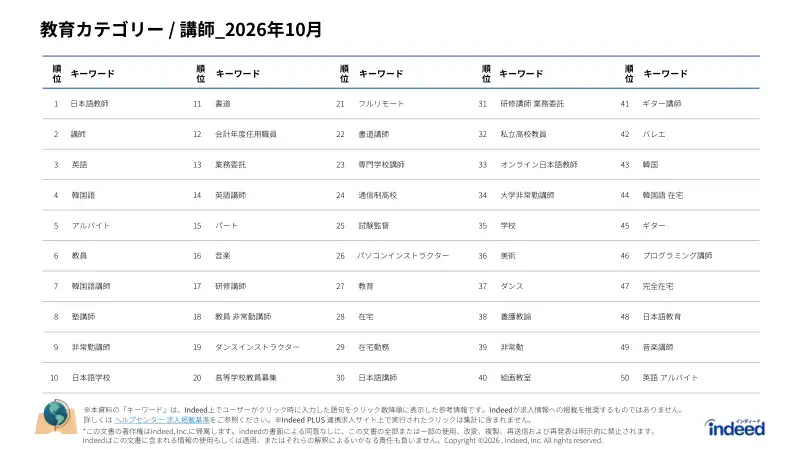 教育カテゴリー / 講師_2026年10月
順位 キーワード 順位 キーワード 順位 キーワード 順位 キーワード 順位 キーワード
1 日本語教師 11 書道 21 フルリモート 31 研修講師 業務委託 41 ギター講師
2 講師 12 会計年度任用職員 22 書道講師 32 私立高校教員 42 バレエ
3 英語 13 業務委託 23 専門学校講師 33 オンライン日本語教師 43 韓国
4 韓国語 14 英語講師 24 通信制高校 34 大学非常勤講師 44 韓国語 在宅
5 アルバイト 15 パート 25 試験監督 35 学校 45 ギター
6 教員 16 音楽 26 パソコンインストラクター 36 美術 46 プログラミング講師
7 韓国語講師 17 研修講師 27 教育 37 ダンス 47 完全在宅
8 塾講師 18 教員 非常勤講師 28 在宅 38 養護教諭 48 日本語教育
9 非常勤講師 19 ダンスインストラクター 29 在宅勤務 39 非常勤 49 音楽講師
10 日本語学校 20 高等学校教員募集 30 日本語講師 40 絵画教室 50 英語 アルバイト
※本資料の「キーワード」は、Indeed上でユーザーがクリック時に入力した語句をクリック数降順に表示した参考情報です。Indeedが求人情報への掲載を推奨するものではありません。
詳しくは ヘルプセンター 求人掲載基準をご参照ください。※Indeed PLUS 連携求人サイト上で実行されたクリックは集計に含まれません。
*この文書の著作権はIndeed, Inc.に帰属します。Indeedの書面による同意なしに、この文書の全部または一部の使用、改変、複製、再送信および再発表は明示的に禁止されます。
Indeedはこの文書に含まれる情報の使用もしくは適用、またはそれらの解釈によるいかなる責任も負いません。Copyright ©2026 , Indeed, Inc. All rights reserved.
インディード
indeed